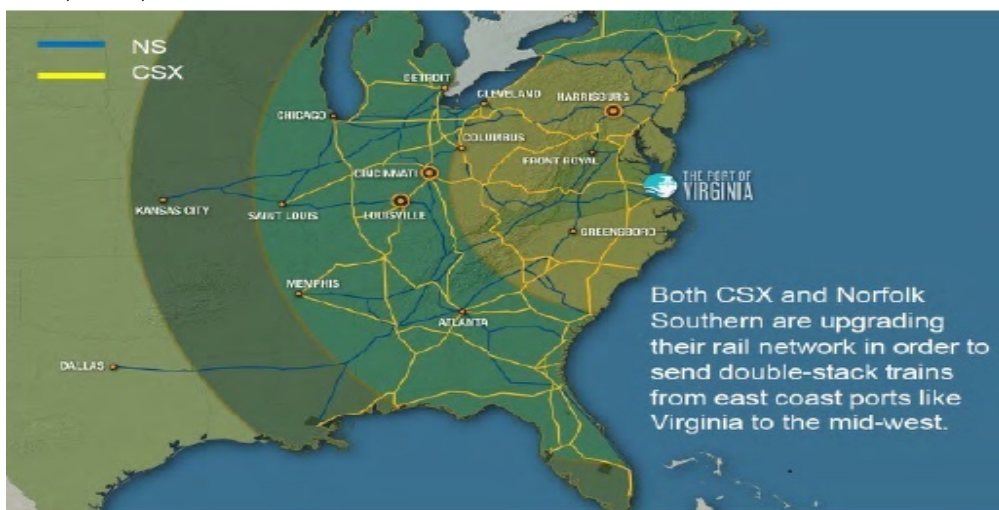 NS
CSX
DETROIT
CLEVELAND
HARRISBURG
CHICAGO
COLUMBUS
FRONT ROYAL
CINCINNATI
THE PORT OF
VIRGINIA
KANSAS CITY
SAINT LOUIS
LOUISVILLE
GREENSBORO
MEMPHIS
ATLANTA
DALLAS
Both CSX and Norfolk
Southern are upgrading
their rail network in order to
send double-stack trains
from east coast ports like
Virginia to the mid-west.